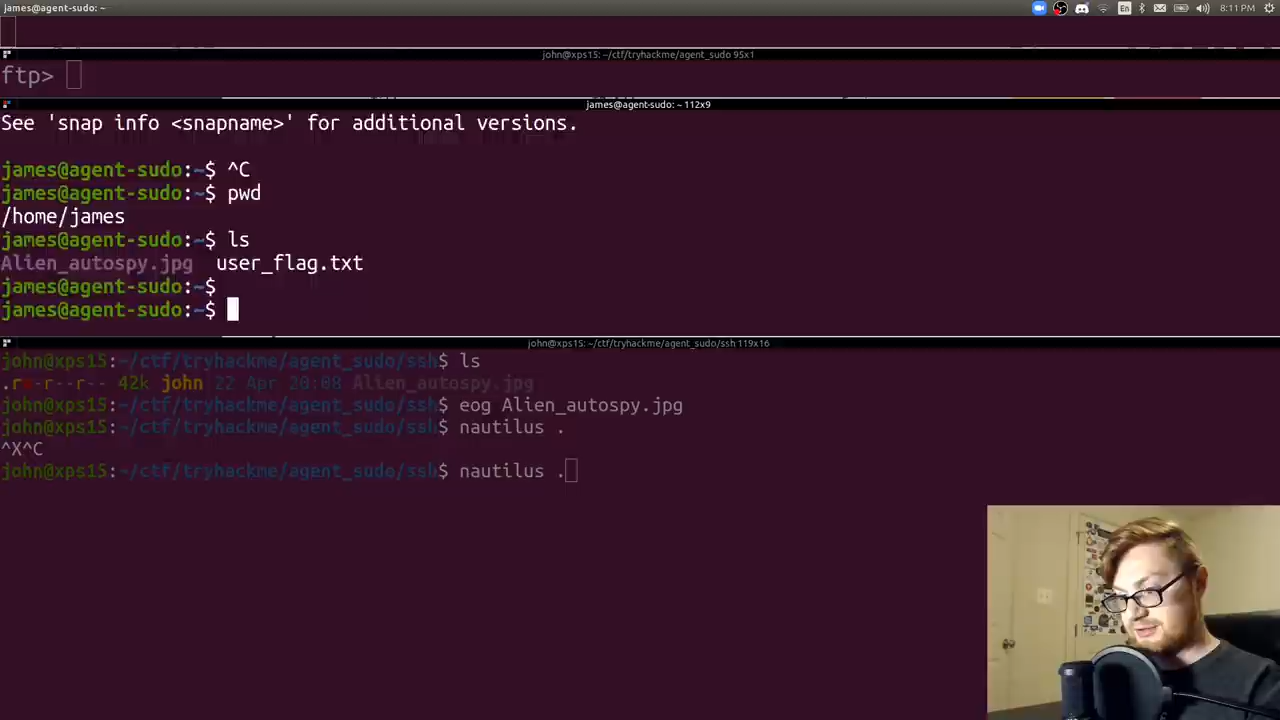 james@agent-sudo: ~
En
8:11 PM
john@xps15: ~/ctf/tryhackme/agent_sudo 95x1
ftp>
james@agent-sudo: ~ 112x9
See 'snap info <snapname>' for additional versions.
james@agent-sudo:~$ ^C
james@agent-sudo:~$ pwd
/home/james
james@agent-sudo:~$ ls
Alien_autospy.jpg  user_flag.txt
james@agent-sudo:~$
james@agent-sudo:~$
john@xps15: ~/ctf/tryhackme/agent_sudo/ssh 119x16
john@xps15:~/ctf/tryhackme/agent_sudo/ssh$ ls
.r--r--r-- 42k john 22 Apr 20:08 Alien_autospy.jpg
john@xps15:~/ctf/tryhackme/agent_sudo/ssh$ eog Alien_autospy.jpg
john@xps15:~/ctf/tryhackme/agent_sudo/ssh$ nautilus .
^X^C
john@xps15:~/ctf/tryhackme/agent_sudo/ssh$ nautilus .